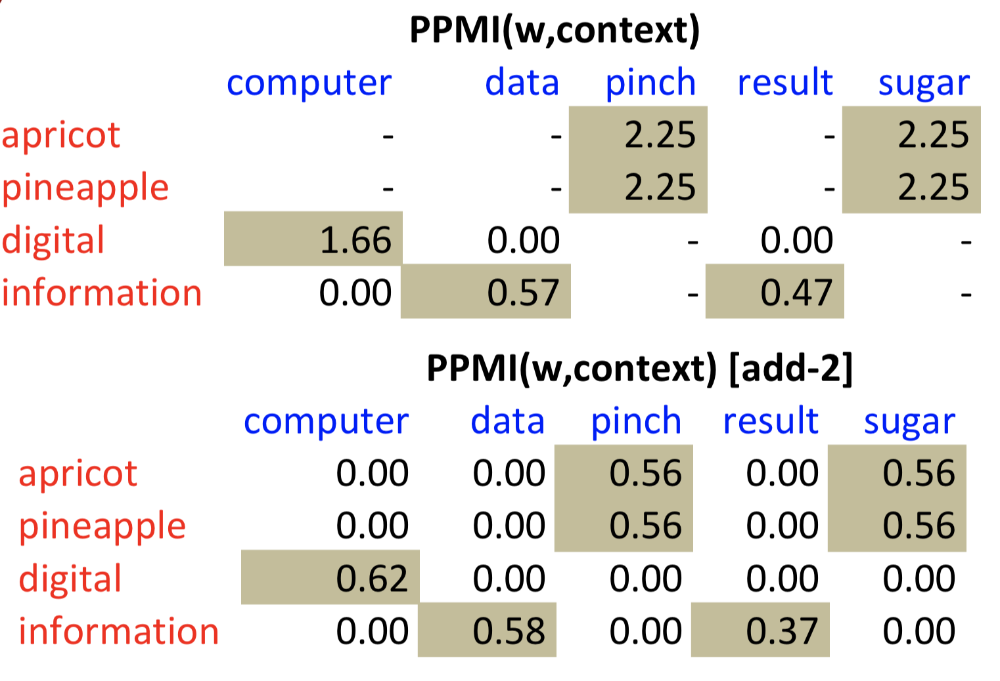 PPMI(w,context)
computer data pinch result sugar
apricot - - 2.25 - 2.25
pineapple - - 2.25 - 2.25
digital 1.66 0.00 - 0.00 -
information 0.00 0.57 - 0.47 -
PPMI(w,context) [add-2]
computer data pinch result sugar
apricot 0.00 0.00 0.56 0.00 0.56
pineapple 0.00 0.00 0.56 0.00 0.56
digital 0.62 0.00 0.00 0.00 0.00
information 0.00 0.58 0.00 0.37 0.00